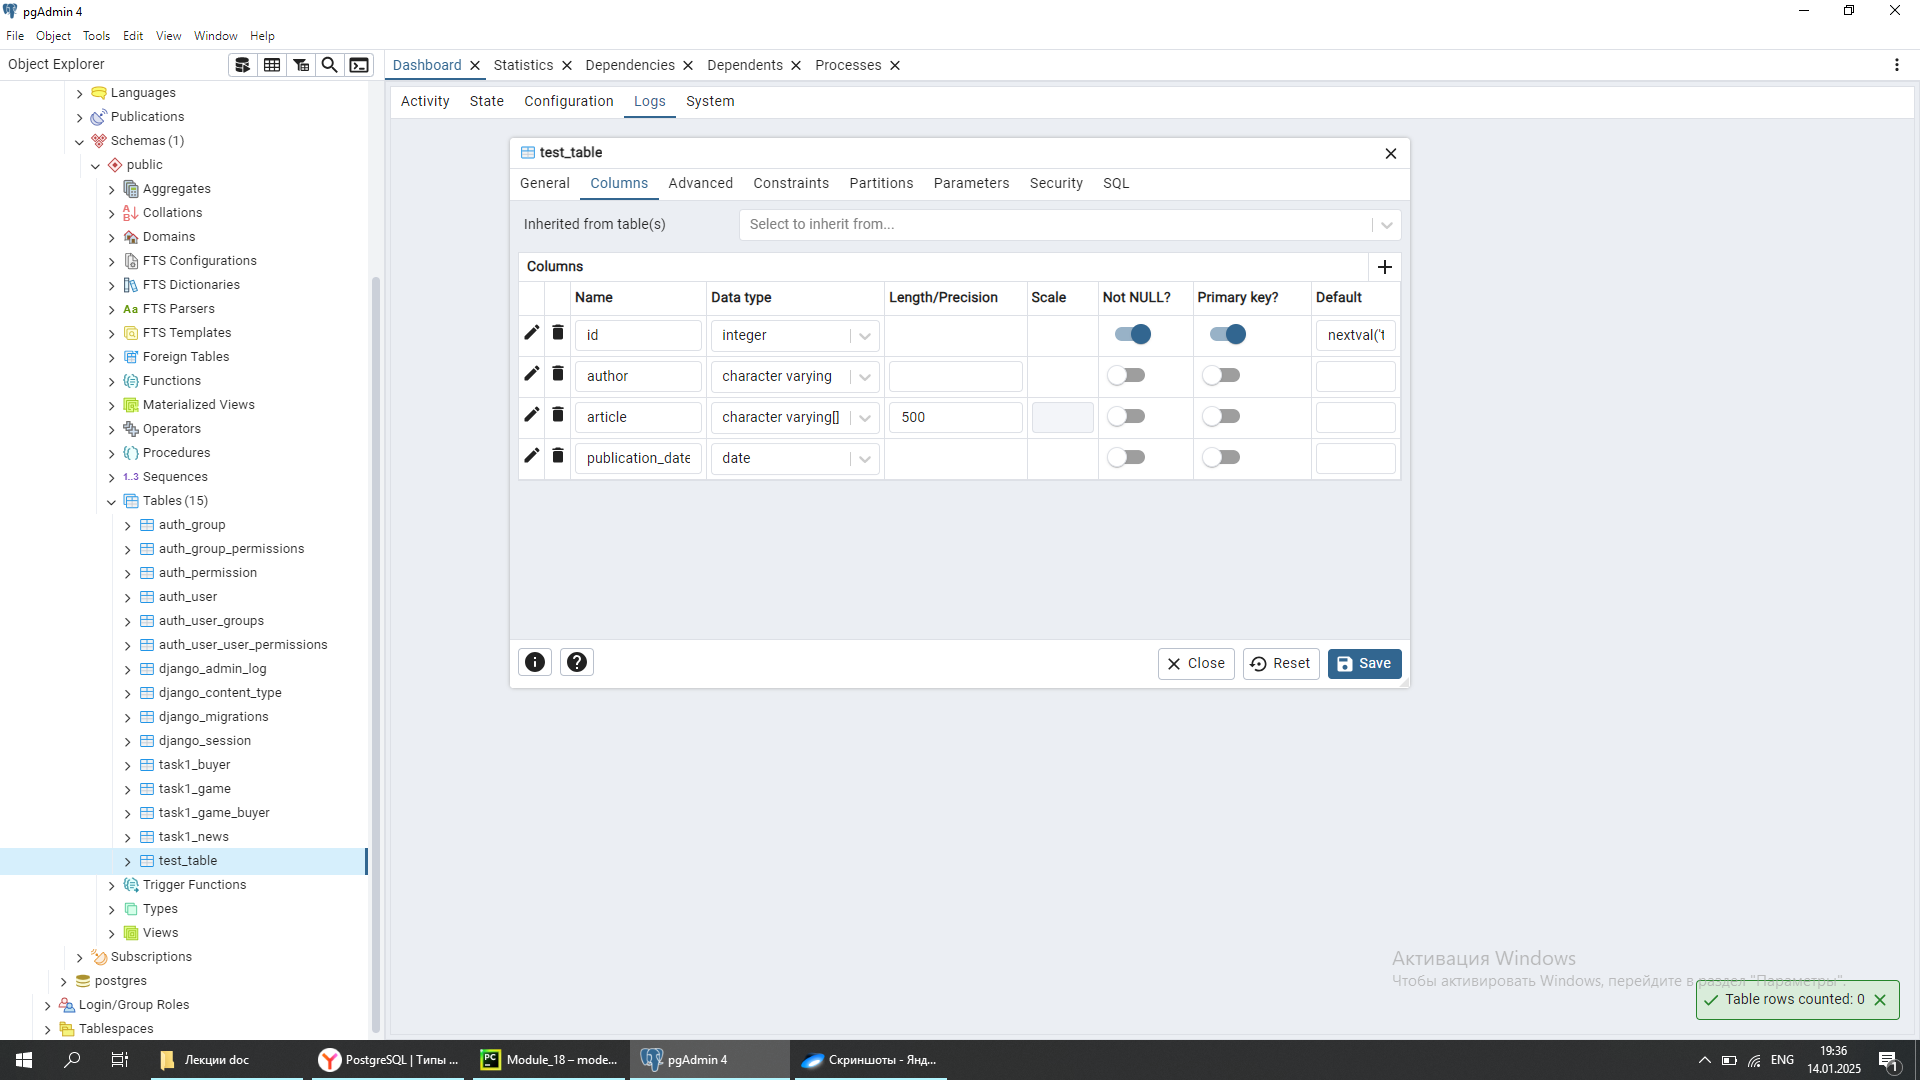 pgAdmin 4
File Object Tools Edit View Window Help
Object Explorer
Dashboard Statistics Dependencies Dependents Processes
Activity State Configuration Logs System
Languages
Publications
Schemas (1)
public
Aggregates
Collations
Domains
FTS Configurations
FTS Dictionaries
FTS Parsers
FTS Templates
Foreign Tables
Functions
Materialized Views
Operators
Procedures
1..3 Sequences
Tables (15)
auth_group
auth_group_permissions
auth_permission
auth_user
auth_user_groups
auth_user_user_permissions
django_admin_log
django_content_type
django_migrations
django_session
task1_buyer
task1_game
task1_game_buyer
task1_news
test_table
Trigger Functions
Types
Views
Subscriptions
postgres
Login/Group Roles
Tablespaces
test_table
General Columns Advanced Constraints Partitions Parameters Security SQL
Inherited from table(s) Select to inherit from...
Columns
Name Data type Length/Precision Scale Not NULL? Primary key? Default
id integer nextval('t
author character varying
article character varying[] 500
publication_date date
Close Reset Save
Активация Windows
Чтобы активировать Windows, перейдите в раздел "Параметры".
Table rows counted: 0
Лекции doc
PostgreSQL | Типы ...
Module_18 – mode...
pgAdmin 4
Скриншоты - Янд...
ENG
19:36
14.01.2025
1